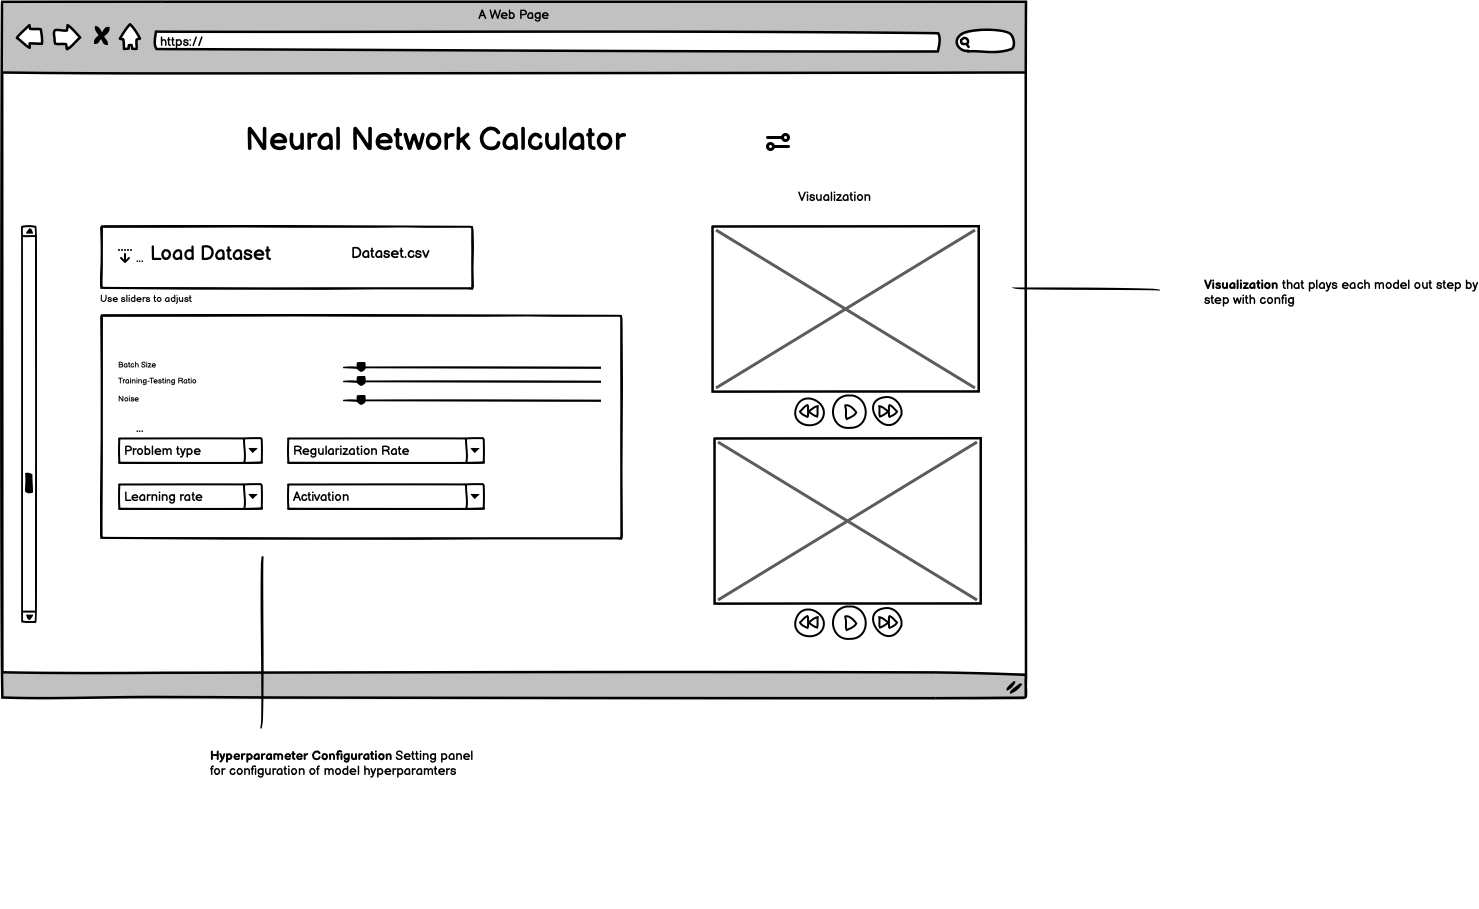 A Web Page
https://
Neural Network Calculator
Visualization
... Load Dataset
Dataset.csv
Use sliders to adjust
Batch Size
Training-Testing Ratio
Noise
...
Problem type
Regularization Rate
Learning rate
Activation
Visualization that plays each model out step by
step with config
Hyperparameter Configuration Setting panel
for configuration of model hyperparamters